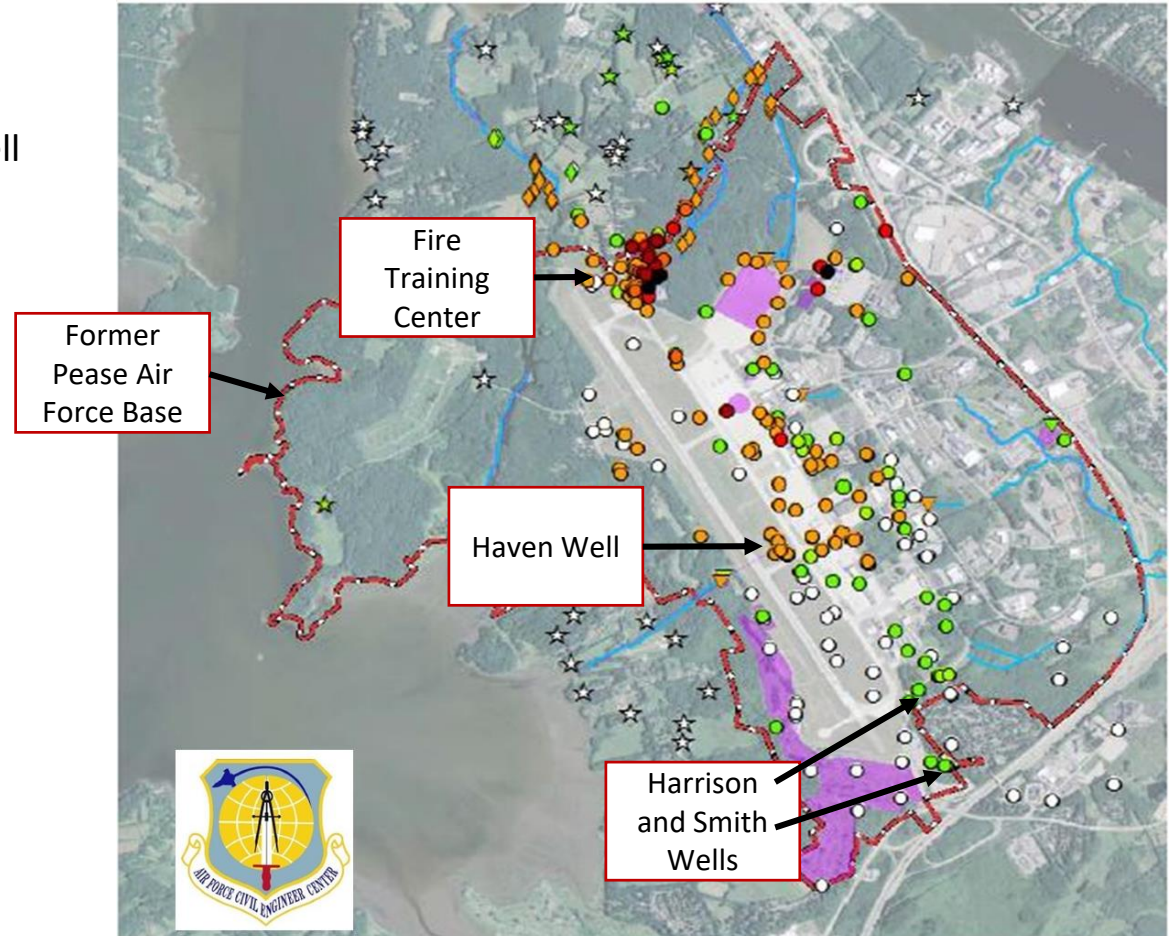 ll
Fire
Training
Center
Former
Pease Air
Force Base
Haven Well
Harrison
and Smith
Wells
AIR FORCE CIVIL ENGINEER CENTER